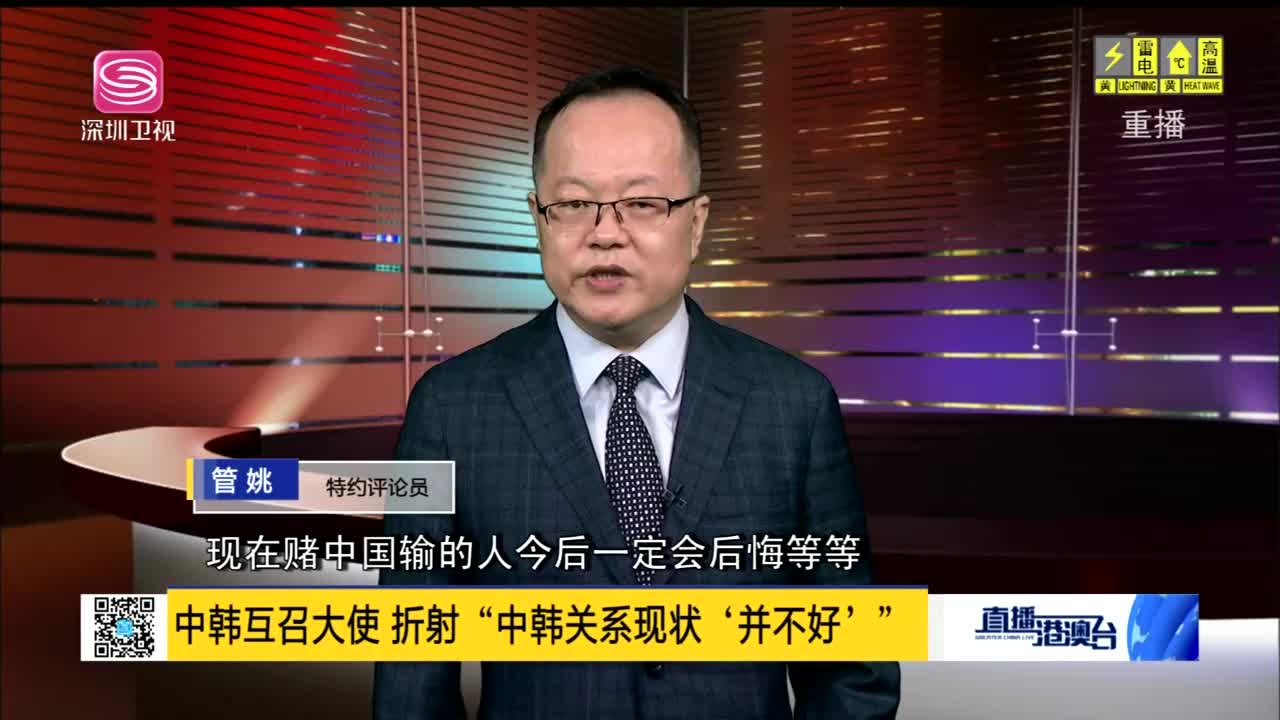 深圳卫视
雷电
高温
℃
黄 LIGHTNING
黄 HEAT WAVE
重播
管姚
特约评论员
现在赌中国输的人今后一定会后悔等等
中韩互召大使 折射“中韩关系现状‘并不好’”
直播港澳台
GREATER CHINA LIVE